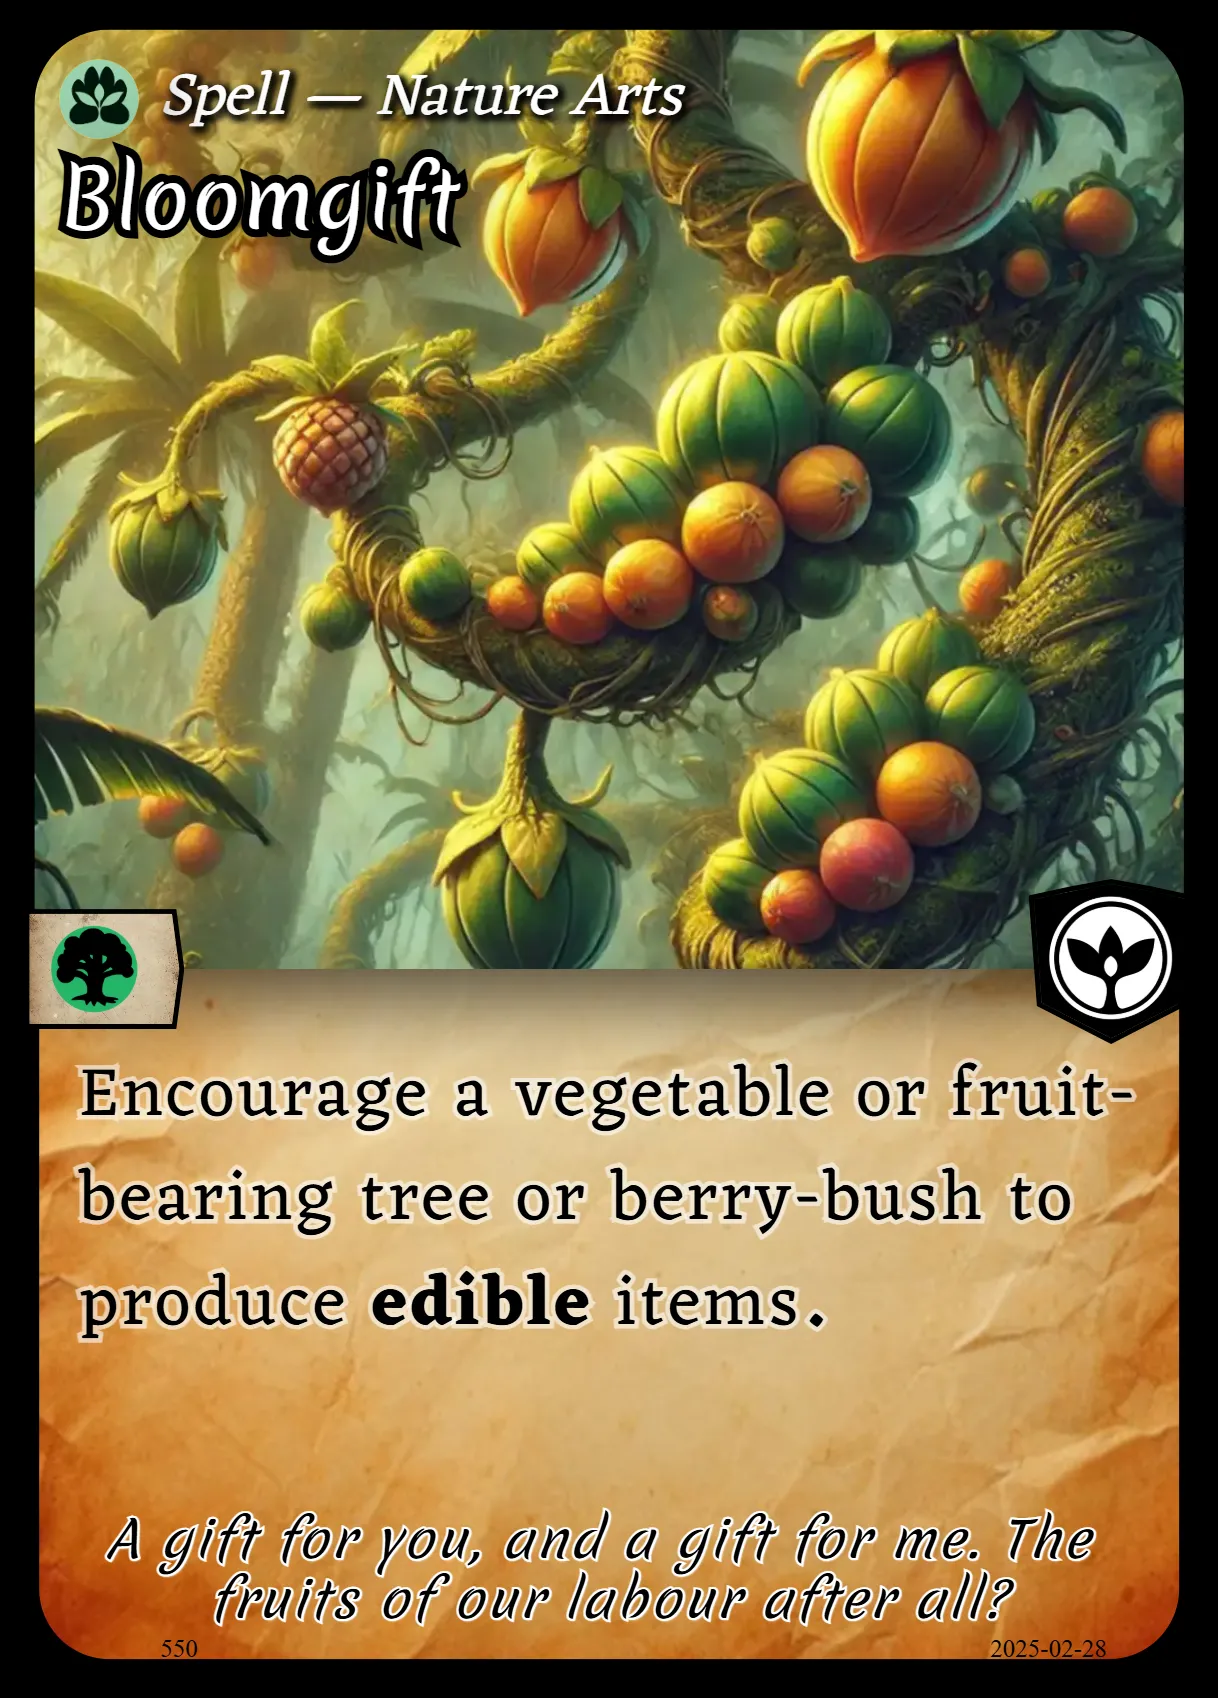 Spell — Nature Arts
Bloomgift
Encourage a vegetable or fruit-
bearing tree or berry-bush to
produce edible items.
A gift for you, and a gift for me. The
fruits of our labour after all?
550
2025-02-28